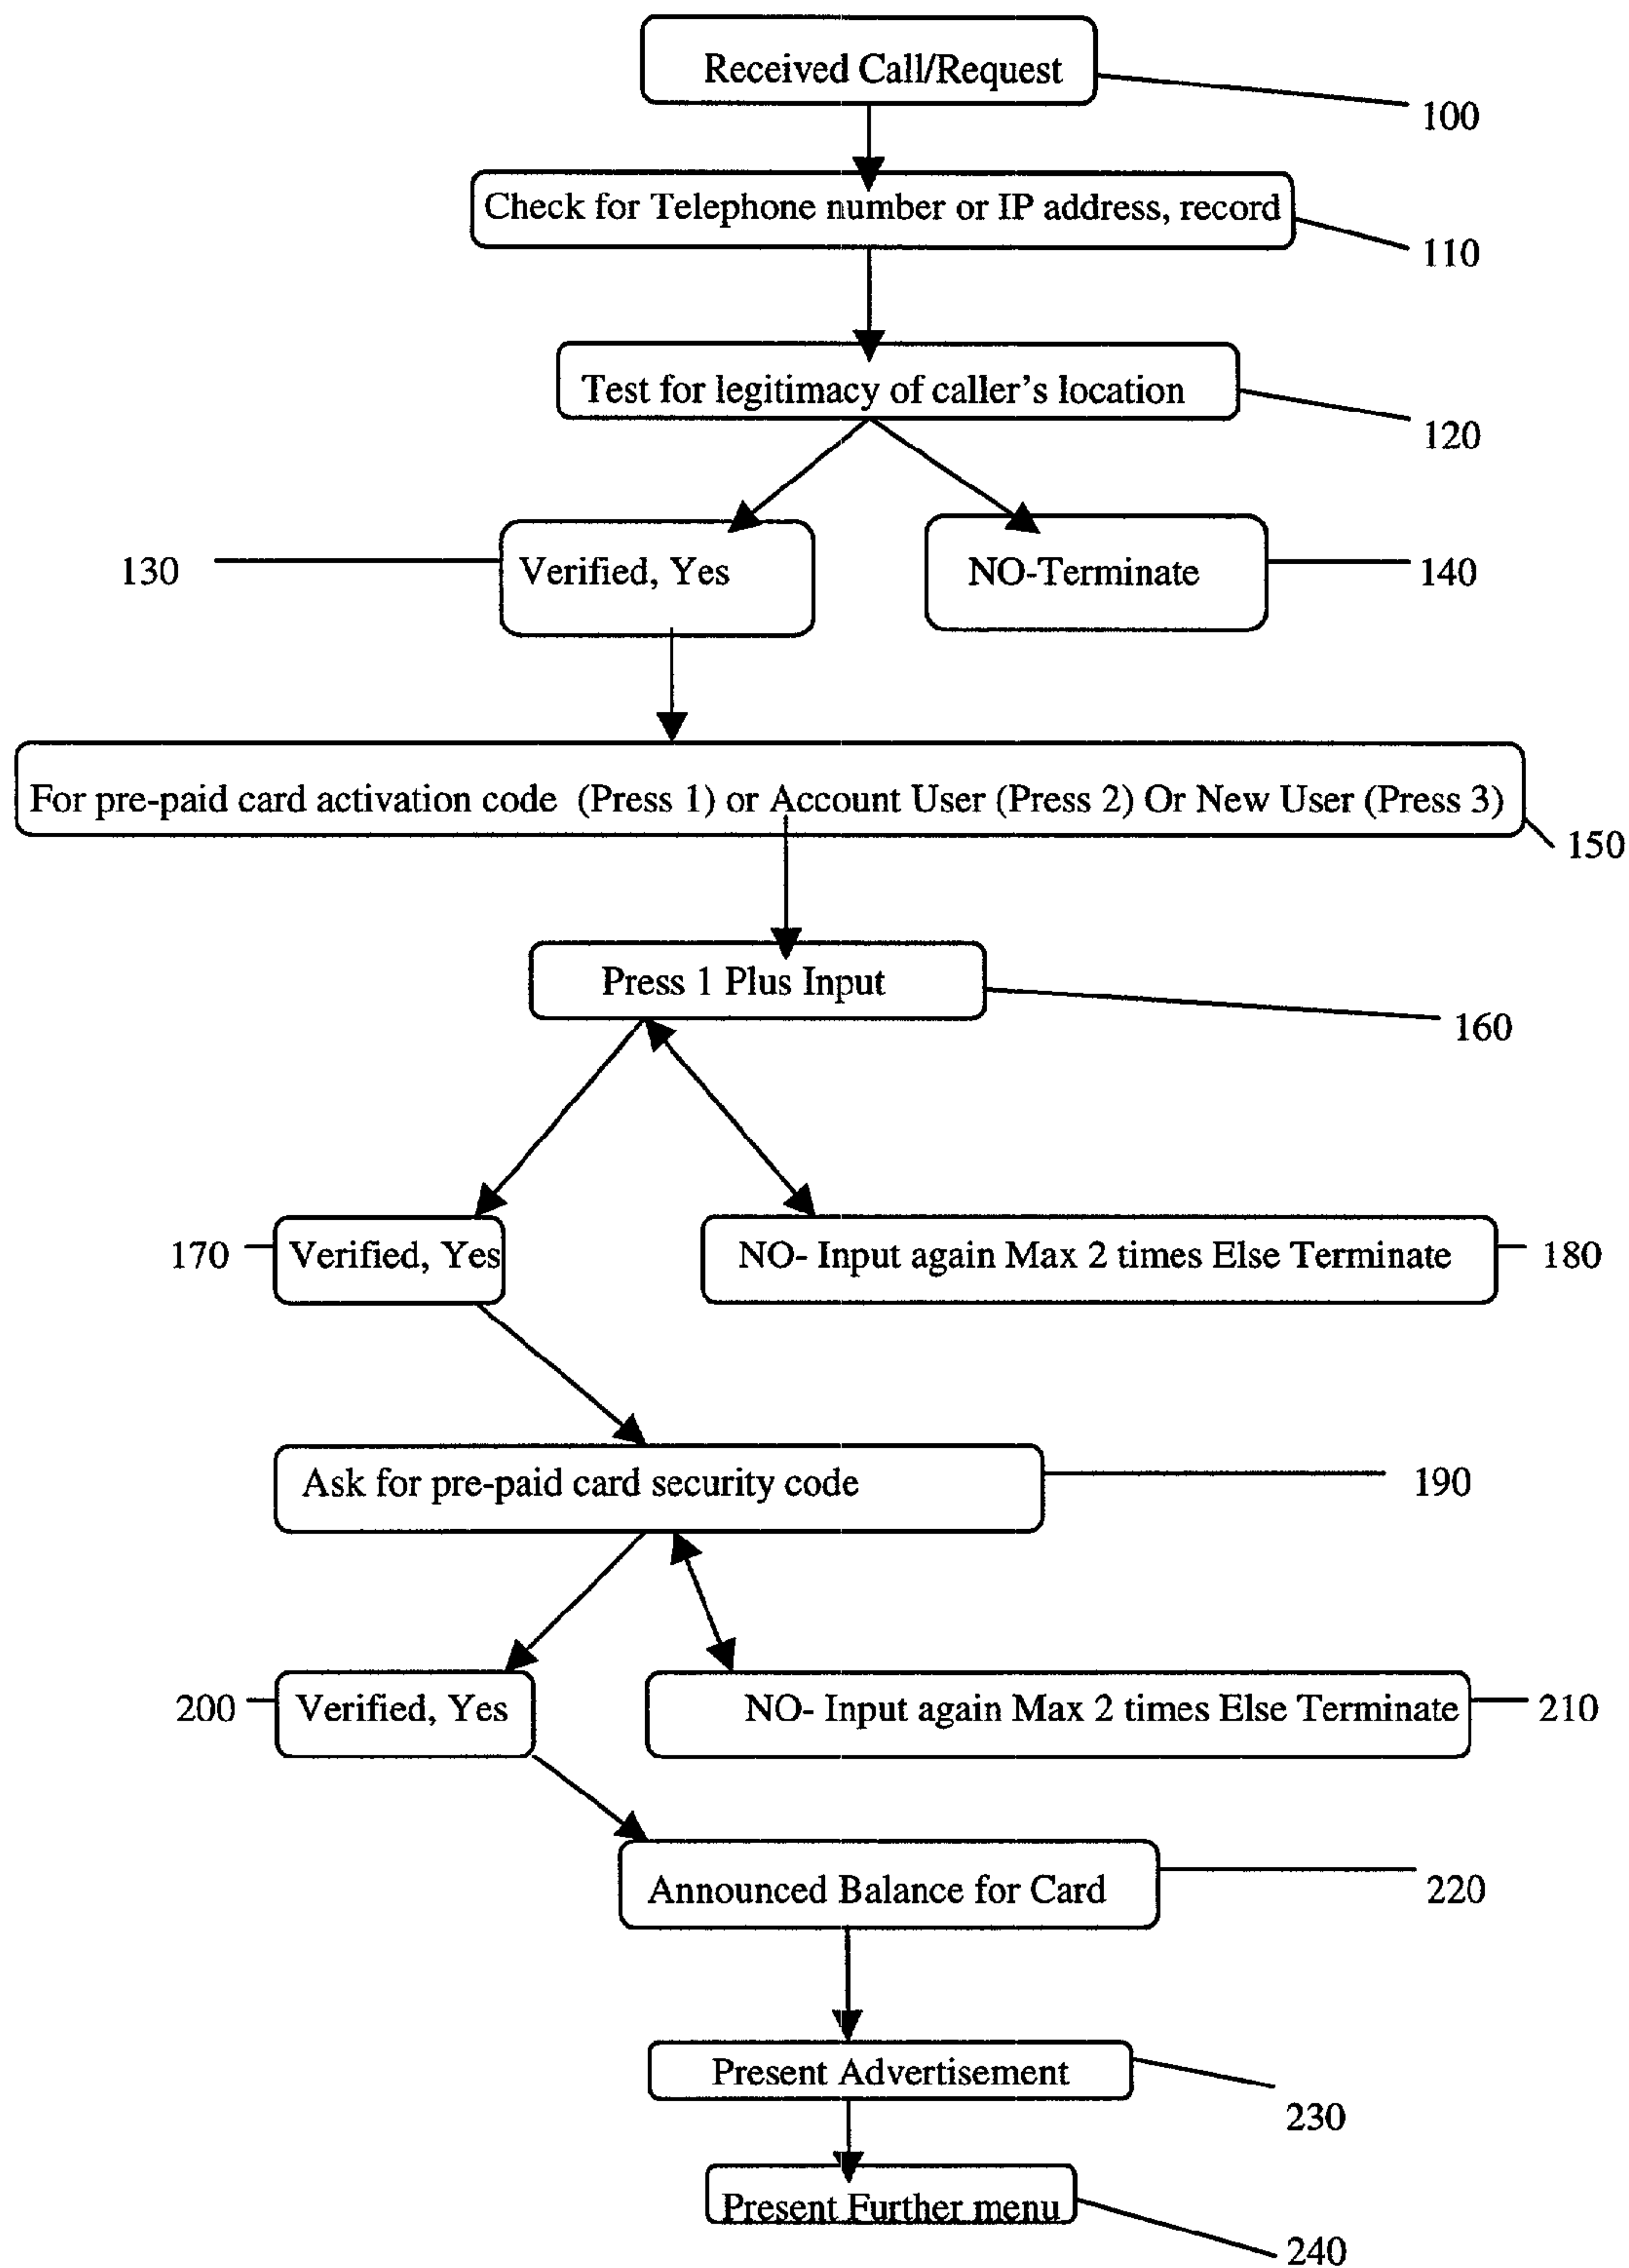 Received Call/Request
100
Check for Telephone number or IP address, record
110
Test for legitimacy of caller's location
120
130
Verified, Yes
NO-Terminate
140
For pre-paid card activation code (Press 1) or Account User (Press 2) Or New User (Press 3)
150
Press 1 Plus Input
160
170
Verified, Yes
NO- Input again Max 2 times Else Terminate
180
Ask for pre-paid card security code
190
200
Verified, Yes
NO- Input again Max 2 times Else Terminate
210
Announced Balance for Card
220
Present Advertisement
230
Present Further menu
240